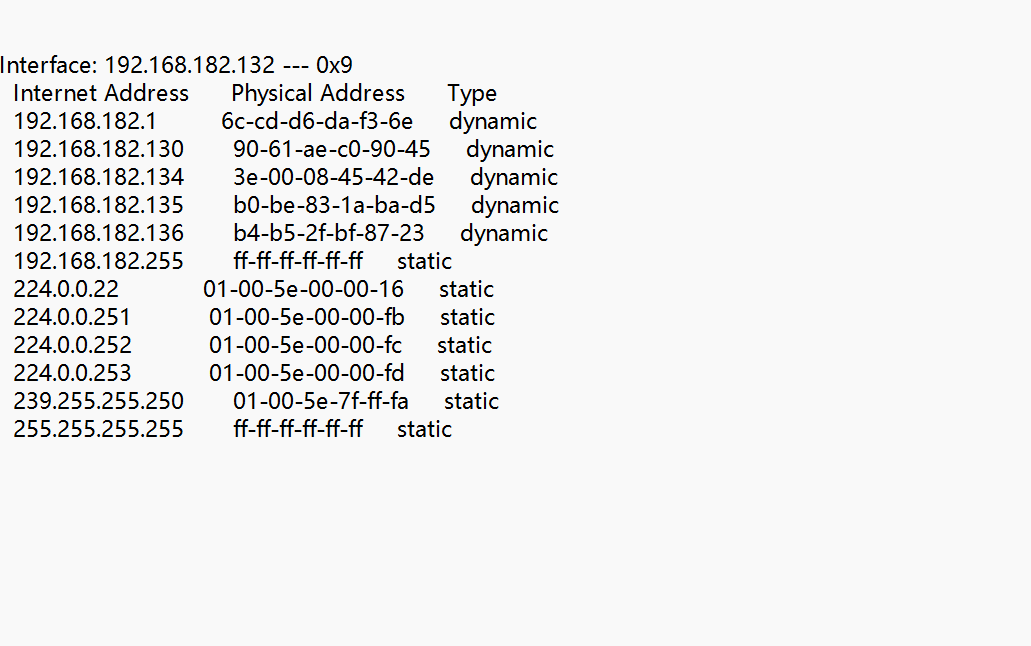 Interface: 192.168.182.132 --- 0x9
Internet Address Physical Address Type
192.168.182.1 6c-cd-d6-da-f3-6e dynamic
192.168.182.130 90-61-ae-c0-90-45 dynamic
192.168.182.134 3e-00-08-45-42-de dynamic
192.168.182.135 b0-be-83-1a-ba-d5 dynamic
192.168.182.136 b4-b5-2f-bf-87-23 dynamic
192.168.182.255 ff-ff-ff-ff-ff-ff static
224.0.0.22 01-00-5e-00-00-16 static
224.0.0.251 01-00-5e-00-00-fb static
224.0.0.252 01-00-5e-00-00-fc static
224.0.0.253 01-00-5e-00-00-fd static
239.255.255.250 01-00-5e-7f-ff-fa static
255.255.255.255 ff-ff-ff-ff-ff-ff static